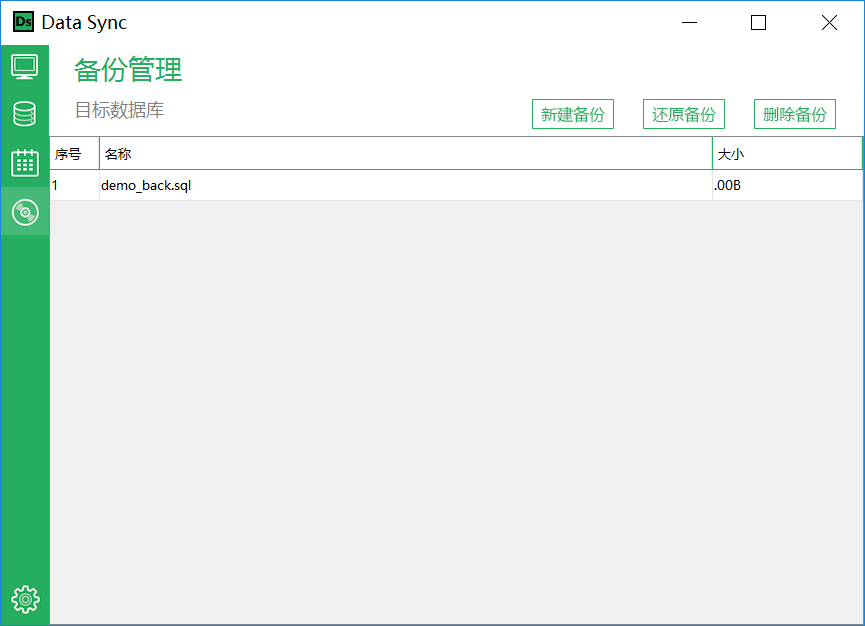 Ds Data Sync
备份管理
目标数据库
新建备份 还原备份 删除备份
序号 名称 大小
1 demo_back.sql .00B